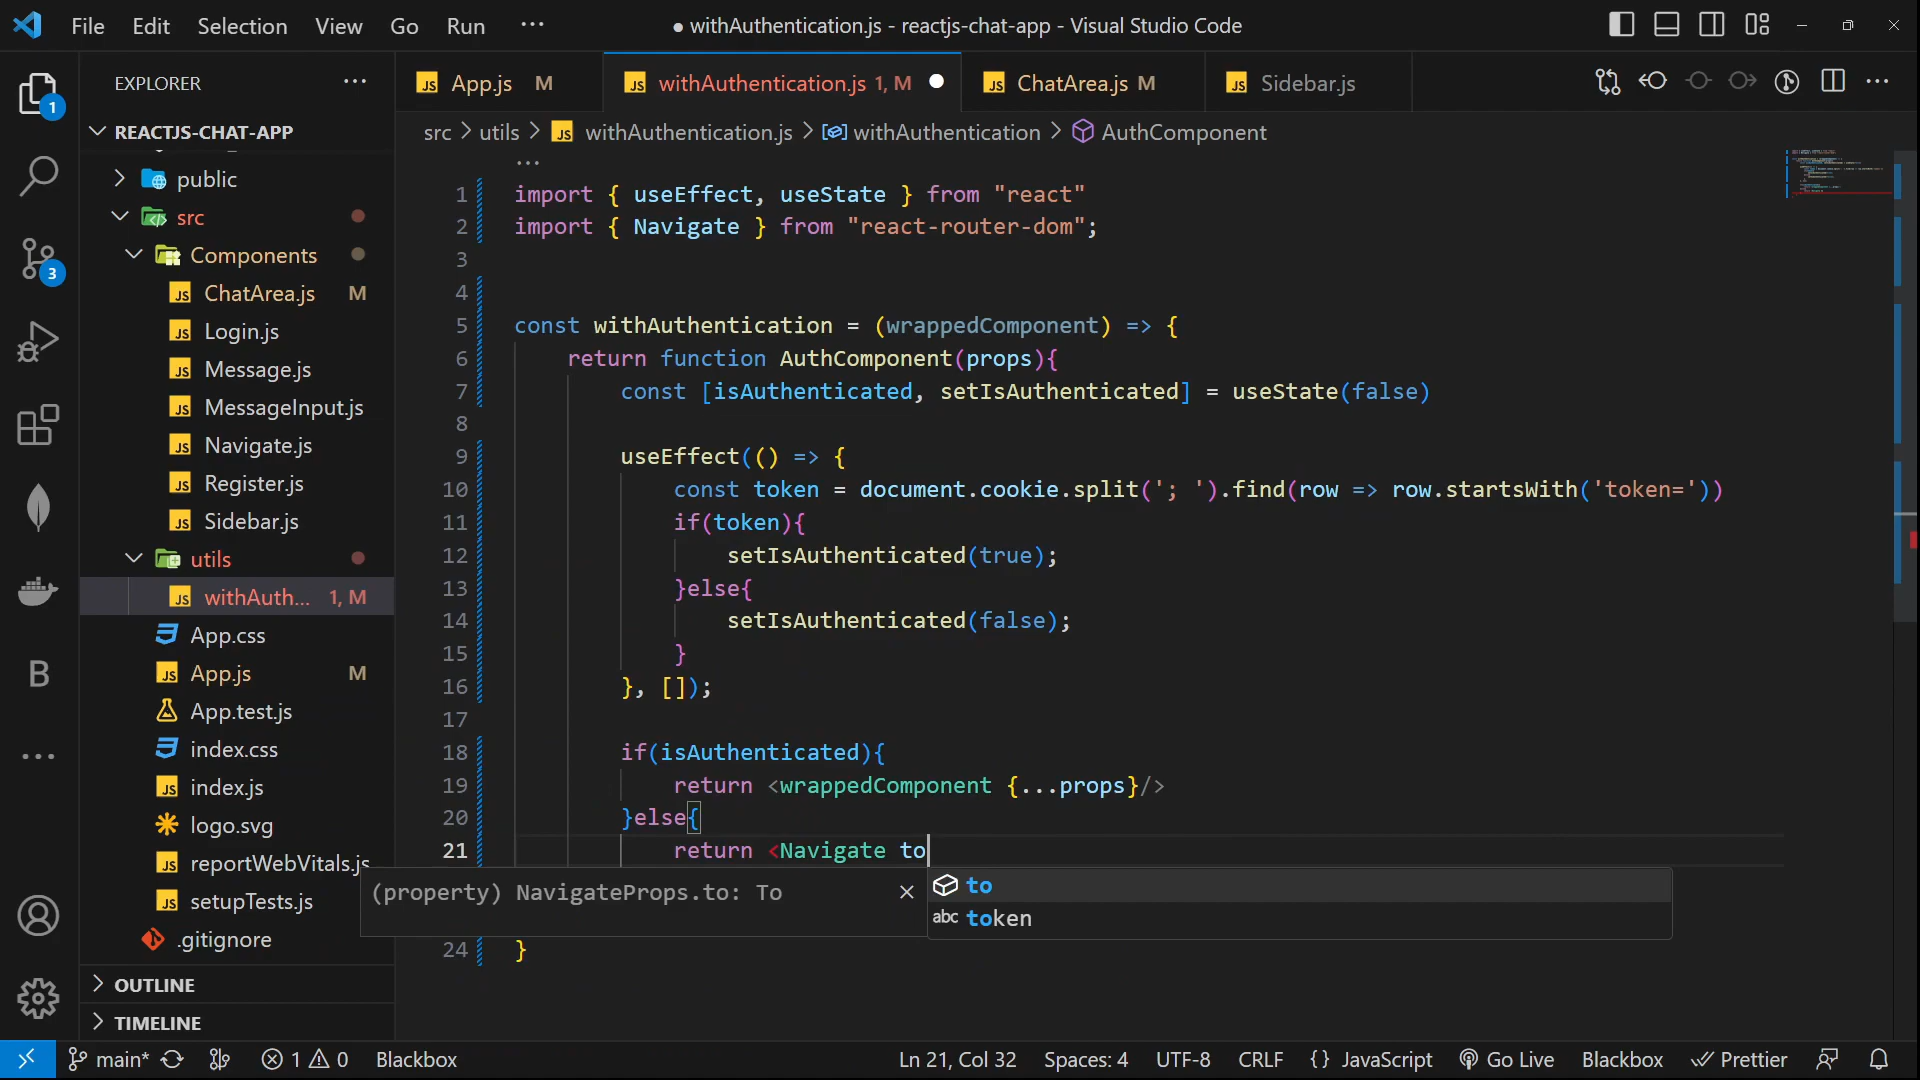 File Edit Selection View Go Run ···
● withAuthentication.js - reactjs-chat-app - Visual Studio Code
EXPLORER ···
App.js M
withAuthentication.js 1, M
ChatArea.js M
Sidebar.js
REACTJS-CHAT-APP
src > utils > withAuthentication.js > withAuthentication > AuthComponent
public
src
Components
ChatArea.js M
Login.js
Message.js
MessageInput.js
Navigate.js
Register.js
Sidebar.js
utils
withAuth... 1, M
App.css
App.js M
App.test.js
index.css
index.js
logo.svg
reportWebVitals.js
setupTests.js
.gitignore
OUTLINE
TIMELINE
1
3
B
...
1 import { useEffect, useState } from "react"
2 import { Navigate } from "react-router-dom";
3
4
5 const withAuthentication = (wrappedComponent) => {
6 return function AuthComponent(props){
7 const [isAuthenticated, setIsAuthenticated] = useState(false)
8
9 useEffect(() => {
10 const token = document.cookie.split('; ').find(row => row.startsWith('token='))
11 if(token){
12 setIsAuthenticated(true);
13 }else{
14 setIsAuthenticated(false);
15 }
16 }, []);
17
18 if(isAuthenticated){
19 return <wrappedComponent {...props}/>
20 }else{
21 return <Navigate to
(property) NavigateProps.to: To
to
abc token
24 }
main* 1 0 Blackbox Ln 21, Col 32 Spaces: 4 UTF-8 CRLF {} JavaScript Go Live Blackbox Prettier